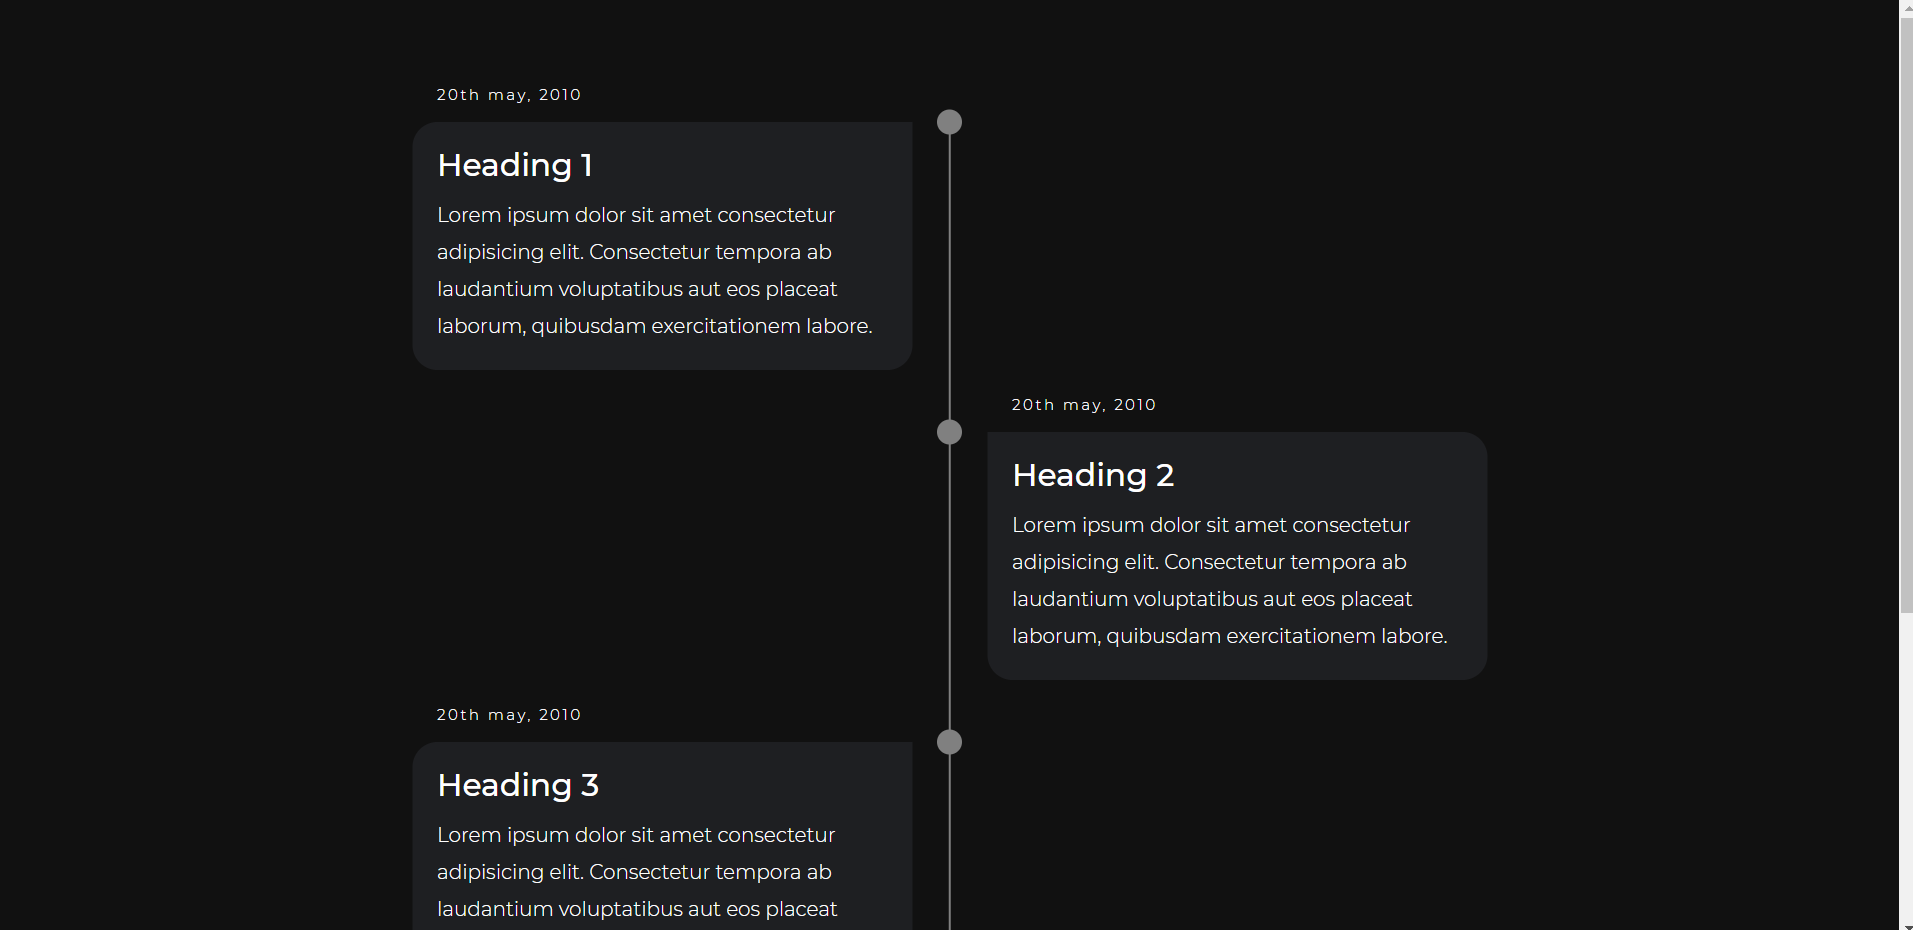 20th may, 2010
Heading 1
Lorem ipsum dolor sit amet consectetur
adipisicing elit. Consectetur tempora ab
laudantium voluptatibus aut eos placeat
laborum, quibusdam exercitationem labore.
20th may, 2010
Heading 2
Lorem ipsum dolor sit amet consectetur
adipisicing elit. Consectetur tempora ab
laudantium voluptatibus aut eos placeat
laborum, quibusdam exercitationem labore.
20th may, 2010
Heading 3
Lorem ipsum dolor sit amet consectetur
adipisicing elit. Consectetur tempora ab
laudantium voluptatibus aut eos placeat